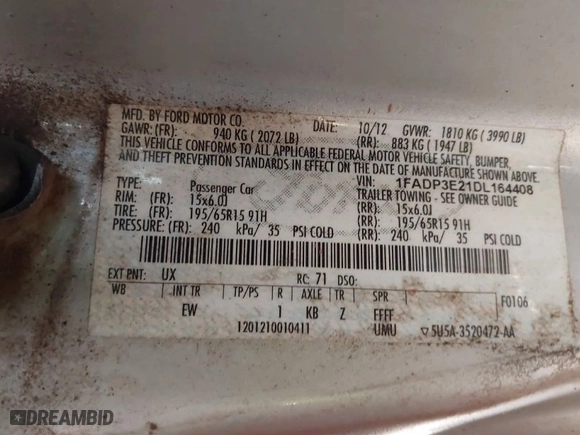 MFD. BY FORD MOTOR CO.
DATE: 10/12 GVWR: 1810 KG ( 3990 LB)
GAWR: (FR): 940 KG ( 2072 LB) (RR): 883 KG ( 1947 LB)
THIS VEHICLE CONFORMS TO ALL APPLICABLE FEDERAL MOTOR VEHICLE SAFETY, BUMPER,
AND THEFT PREVENTION STANDARDS IN EFFECT ON THE DATE OF MANUFACTURE SHOWN ABOVE.
VIN: 1FADP3E21DL164408
TYPE: Passenger Car TRAILER TOWING - SEE OWNER GUIDE
RIM: (FR): 15x6.0J (RR): 15x6.0J
TIRE: (FR): 195/65R15 91H (RR): 195/65R15 91H
PRESSURE: (FR): 240 kPa/ 35 PSI (RR): 240 kPa/ 35
EXT PNT: UX RC: 71 DSO:
WB INT TR TP/PS R AXLE TR SPR F0106
EW 1 KB Z FFFF
1201210010411 UMU ▽5U5A-3520472-AA
DREAMBID